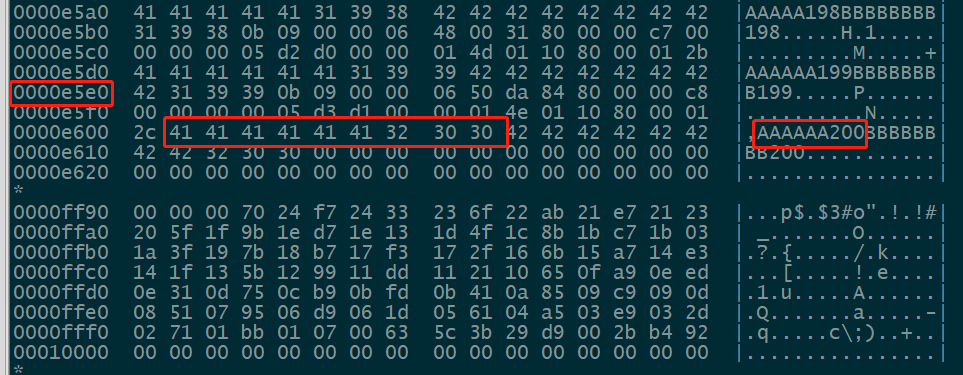 0000e5a0 41 41 41 41 41 31 39 38 42 42 42 42 42 42 42 42 |AAAAA198BBBBBBBB
0000e5b0 31 39 38 0b 09 00 00 06 48 00 31 80 00 00 c7 00 |198.....H.1.....
0000e5c0 00 00 00 05 d2 d0 00 00 01 4d 01 10 80 00 01 2b |.........M.....+
0000e5d0 41 41 41 41 41 41 31 39 39 42 42 42 42 42 42 42 |AAAAAA199BBBBBBB
0000e5e0 42 31 39 39 0b 09 00 00 06 50 da 84 80 00 00 c8 |B199.....P......
0000e5f0 00 00 00 00 05 d3 d1 00 00 01 4e 01 10 80 00 01 |..........N.....
0000e600 2c 41 41 41 41 41 41 32 30 30 42 42 42 42 42 42 |,AAAAAA200BBBBBB
0000e610 42 42 32 30 30 00 00 00 00 00 00 00 00 00 00 00 |BB200...........
0000e620 00 00 00 00 00 00 00 00 00 00 00 00 00 00 00 00 |................
*
0000ff90 00 00 00 70 24 f7 24 33 23 6f 22 ab 21 e7 21 23 |...p$.$3#o".!.!#
0000ffa0 20 5f 1f 9b 1e d7 1e 13 1d 4f 1c 8b 1b c7 1b 03 | _.......O......
0000ffb0 1a 3f 19 7b 18 b7 17 f3 17 2f 16 6b 15 a7 14 e3 |.?.{...../.k....
0000ffc0 14 1f 13 5b 12 99 11 dd 11 21 10 65 0f a9 0e ed |...[.....!.e....
0000ffd0 0e 31 0d 75 0c b9 0b fd 0b 41 0a 85 09 c9 09 0d |.1.u.....A......
0000ffe0 08 51 07 95 06 d9 06 1d 05 61 04 a5 03 e9 03 2d |.Q.......a.....-
0000fff0 02 71 01 bb 01 07 00 63 5c 3b 29 d9 00 2b b4 92 |.q.....c\;)..+..
00010000 00 00 00 00 00 00 00 00 00 00 00 00 00 00 00 00 |................
*